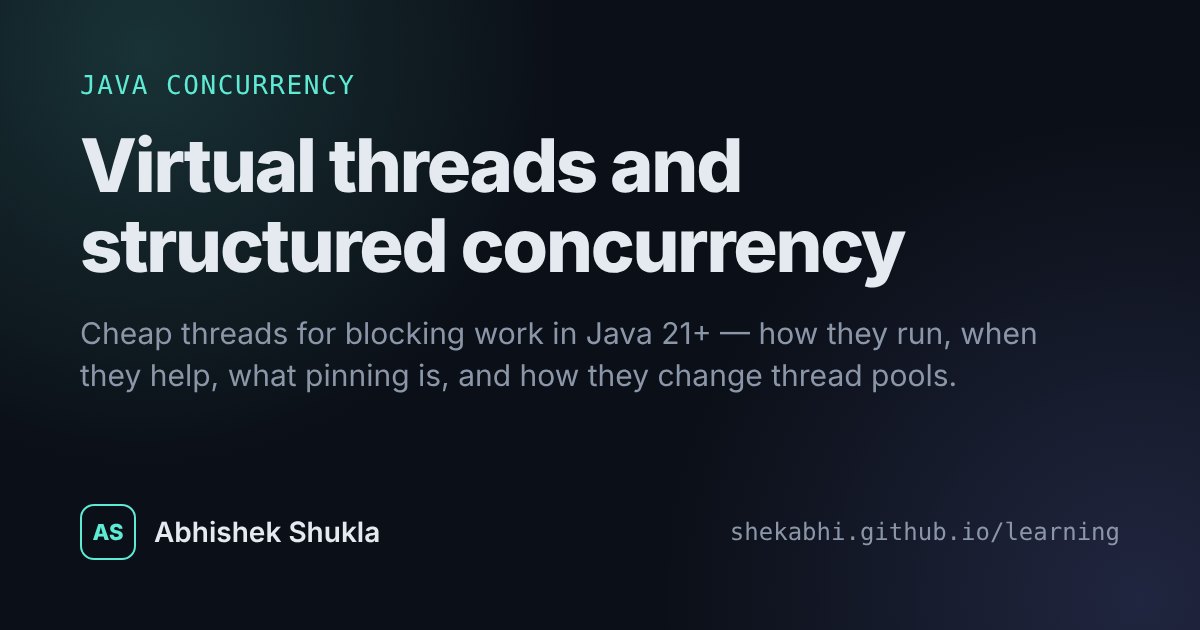 JAVA CONCURRENCY
Virtual threads and
structured concurrency
Cheap threads for blocking work in Java 21+ — how they run, when
they help, what pinning is, and how they change thread pools.
AS Abhishek Shukla
shekabhi.github.io/learning